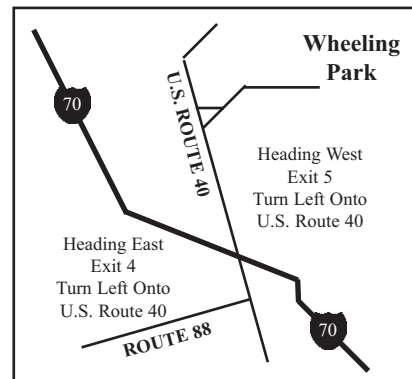 Wheeling
Park
70
U.S. ROUTE 40
Heading West
Exit 5
Turn Left Onto
U.S. Route 40
Heading East
Exit 4
Turn Left Onto
U.S. Route 40
ROUTE 88
70